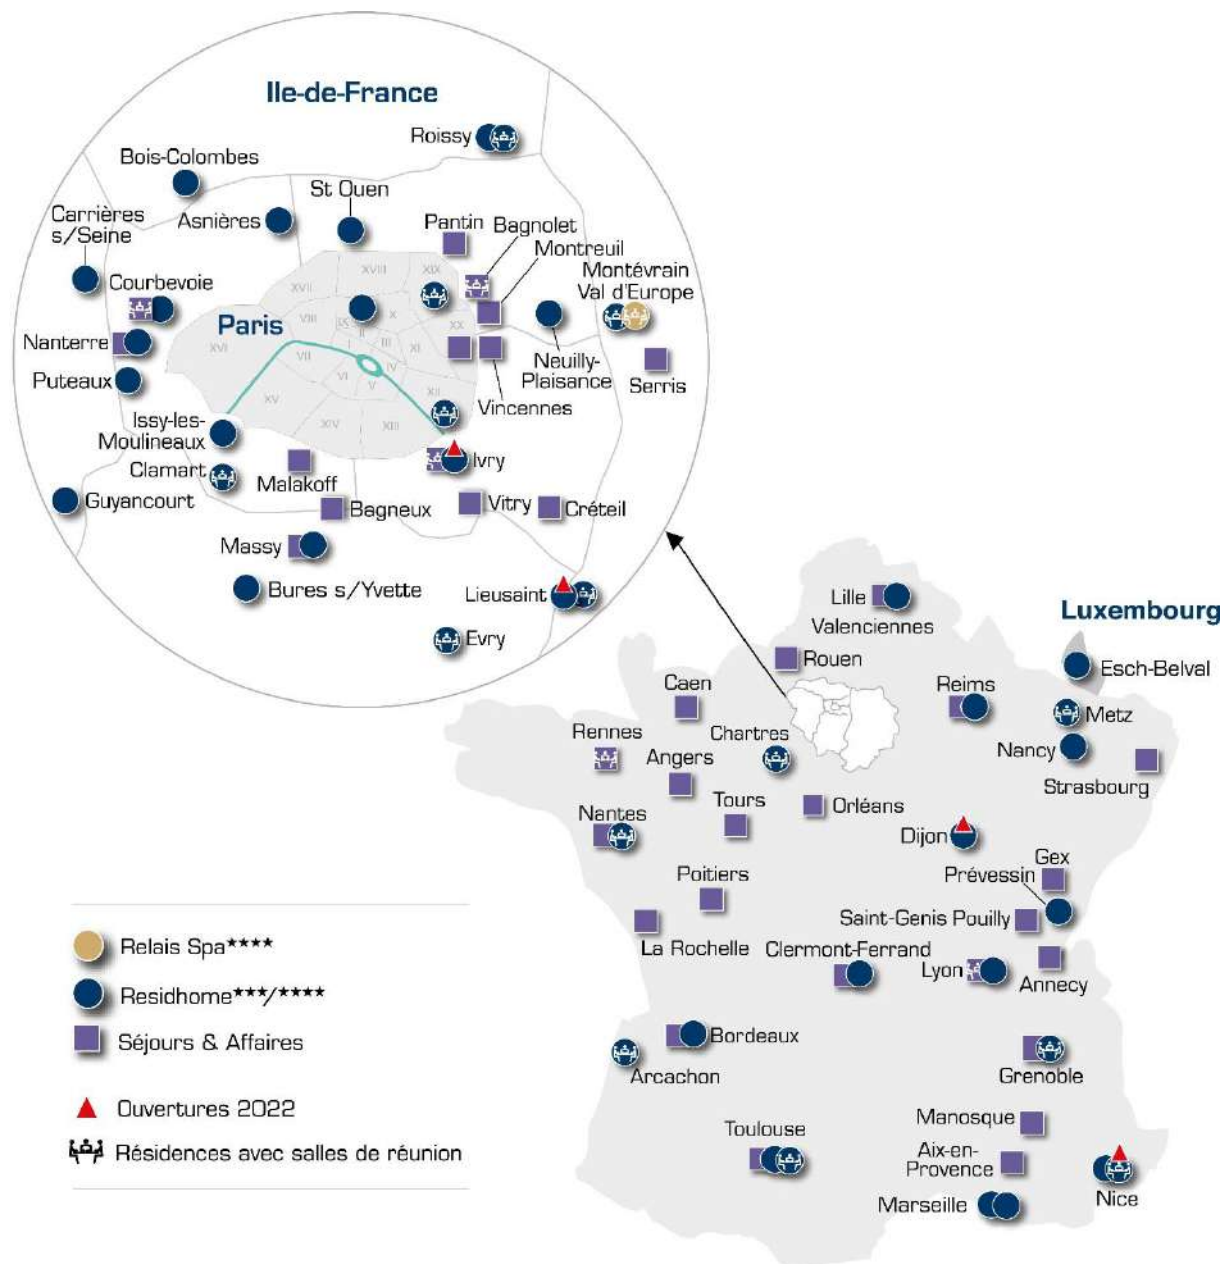 Ile-de-France
Roissy
Bois-Colombes
St Ouen
Carrières
s/Seine
Asnières
Pantin
Bagnolet
Montreuil
Montévrain
Val d'Europe
Courbevoie
XVIII
XIX
XVII
Paris
VIII
IX
X
II
III
XX
XVI
VII
XI
IV
VI
V
XII
XV
XIV
XIII
Nanterre
Neuilly-
Plaisance
Serris
Puteaux
Vincennes
Issy-les-
Moulineaux
Clamart
Ivry
Malakoff
Guyancourt
Bagneux
Vitry
Créteil
Massy
Bures s/Yvette
Lieusaint
Evry
Lille
Valenciennes
Luxembourg
Rouen
Esch-Belval
Caen
Reims
Metz
Rennes
Chartres
Nancy
Angers
Strasbourg
Tours
Orléans
Nantes
Dijon
Gex
Prévessin
Poitiers
Saint-Genis Pouilly
La Rochelle
Clermont-Ferrand
Lyon
Annecy
Bordeaux
Arcachon
Grenoble
Manosque
Toulouse
Aix-en-
Provence
Nice
Marseille
Relais Spa★★★★
Residhome★★★/★★★★
Séjours & Affaires
Ouvertures 2022
Résidences avec salles de réunion